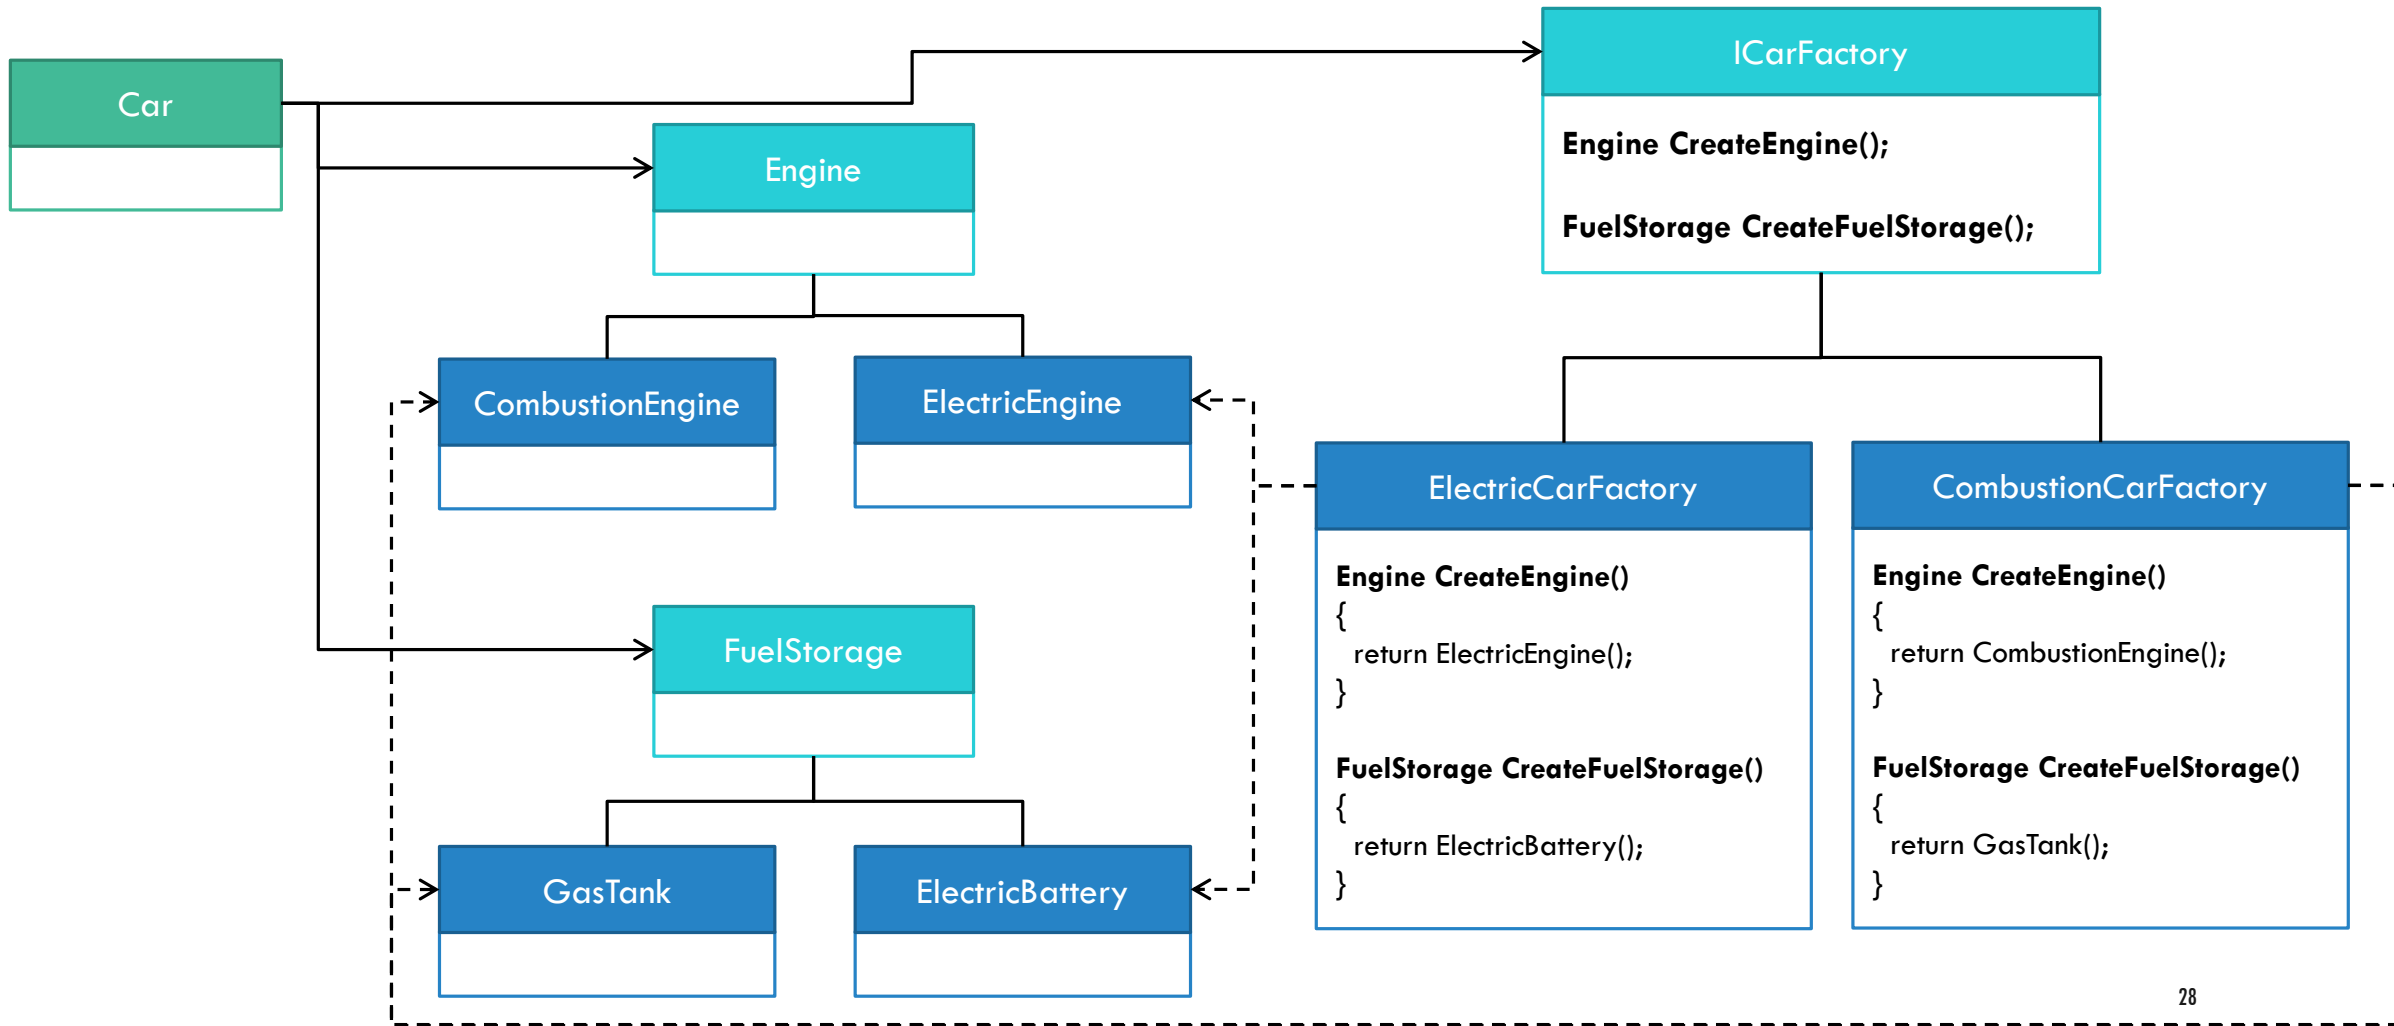 Car
ICarFactory
Engine CreateEngine();
FuelStorage CreateFuelStorage();
Engine
CombustionEngine
ElectricEngine
FuelStorage
GasTank
ElectricBattery
ElectricCarFactory
Engine CreateEngine()
{
return ElectricEngine();
}
FuelStorage CreateFuelStorage()
{
return ElectricBattery();
}
CombustionCarFactory
Engine CreateEngine()
{
return CombustionEngine();
}
FuelStorage CreateFuelStorage()
{
return GasTank();
}
28